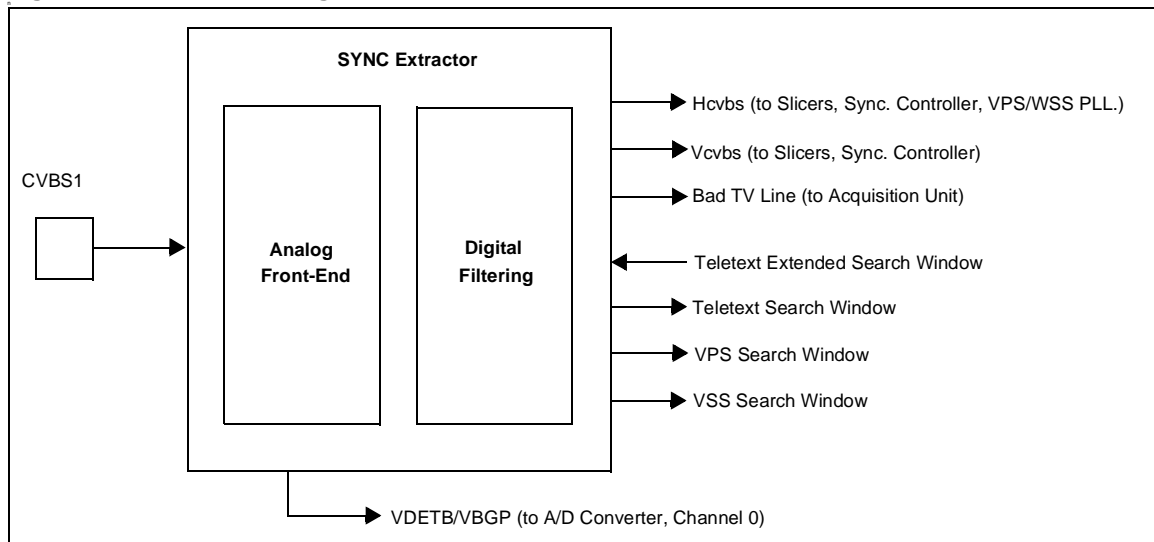 SYNC Extractor
Hcvbs (to Slicers, Sync. Controller, VPS/WSS PLL.)
Vcvbs (to Slicers, Sync. Controller)
CVBS1
Bad TV Line (to Acquisition Unit)
Analog
Front-End
Digital
Filtering
Teletext Extended Search Window
Teletext Search Window
VPS Search Window
VSS Search Window
VDETB/VBGP (to A/D Converter, Channel 0)